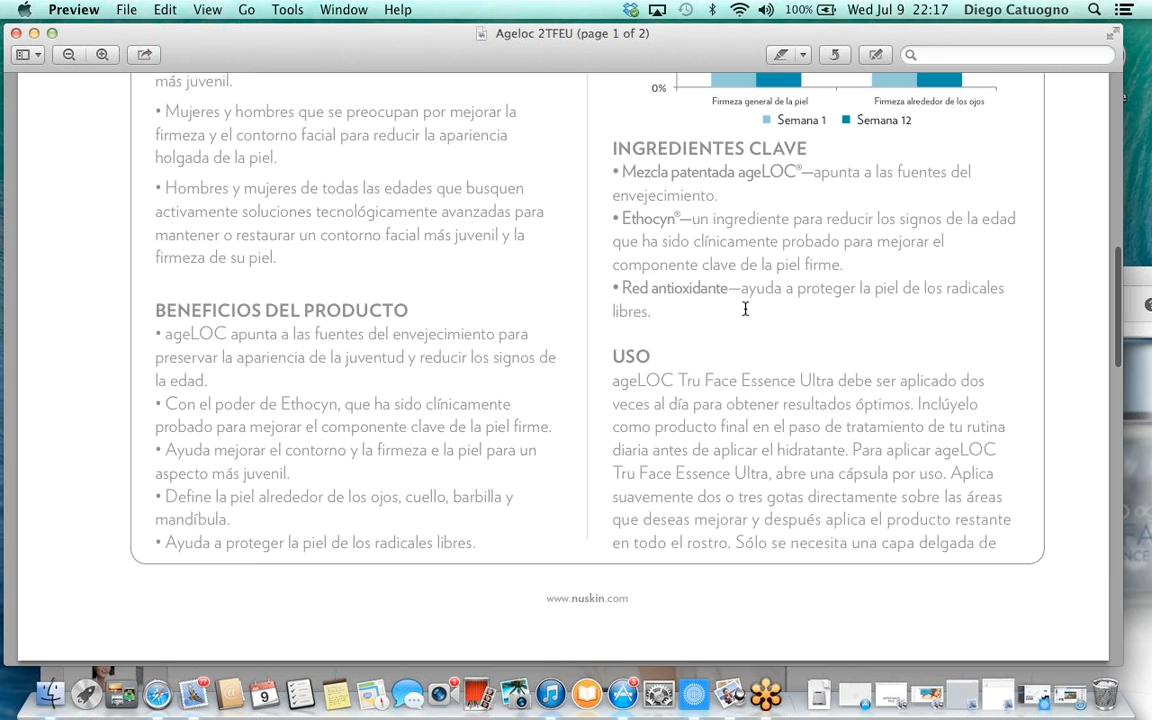 Preview File Edit View Go Tools Window Help 100% Wed Jul 9 22:17 Diego Catuogno
Ageloc 2TFEU (page 1 of 2)
más juvenil.
• Mujeres y hombres que se preocupan por mejorar la
firmeza y el contorno facial para reducir la apariencia
holgada de la piel.
• Hombres y mujeres de todas las edades que busquen
activamente soluciones tecnológicamente avanzadas para
mantener o restaurar un contorno facial más juvenil y la
firmeza de su piel.
BENEFICIOS DEL PRODUCTO
• ageLOC apunta a las fuentes del envejecimiento para
preservar la apariencia de la juventud y reducir los signos de
la edad.
• Con el poder de Ethocyn, que ha sido clínicamente
probado para mejorar el componente clave de la piel firme.
• Ayuda mejorar el contorno y la firmeza e la piel para un
aspecto más juvenil.
• Define la piel alrededor de los ojos, cuello, barbilla y
mandíbula.
• Ayuda a proteger la piel de los radicales libres.
0%
Firmeza general de la piel Firmeza alrededor de los ojos
Semana 1 Semana 12
INGREDIENTES CLAVE
• Mezcla patentada ageLOC®—apunta a las fuentes del
envejecimiento.
• Ethocyn®—un ingrediente para reducir los signos de la edad
que ha sido clínicamente probado para mejorar el
componente clave de la piel firme.
• Red antioxidante—ayuda a proteger la piel de los radicales
libres.
USO
ageLOC Tru Face Essence Ultra debe ser aplicado dos
veces al día para obtener resultados óptimos. Inclúyelo
como producto final en el paso de tratamiento de tu rutina
diaria antes de aplicar el hidratante. Para aplicar ageLOC
Tru Face Essence Ultra, abre una cápsula por uso. Aplica
suavemente dos o tres gotas directamente sobre las áreas
que deseas mejorar y después aplica el producto restante
en todo el rostro. Sólo se necesita una capa delgada de
www.nuskin.com
9